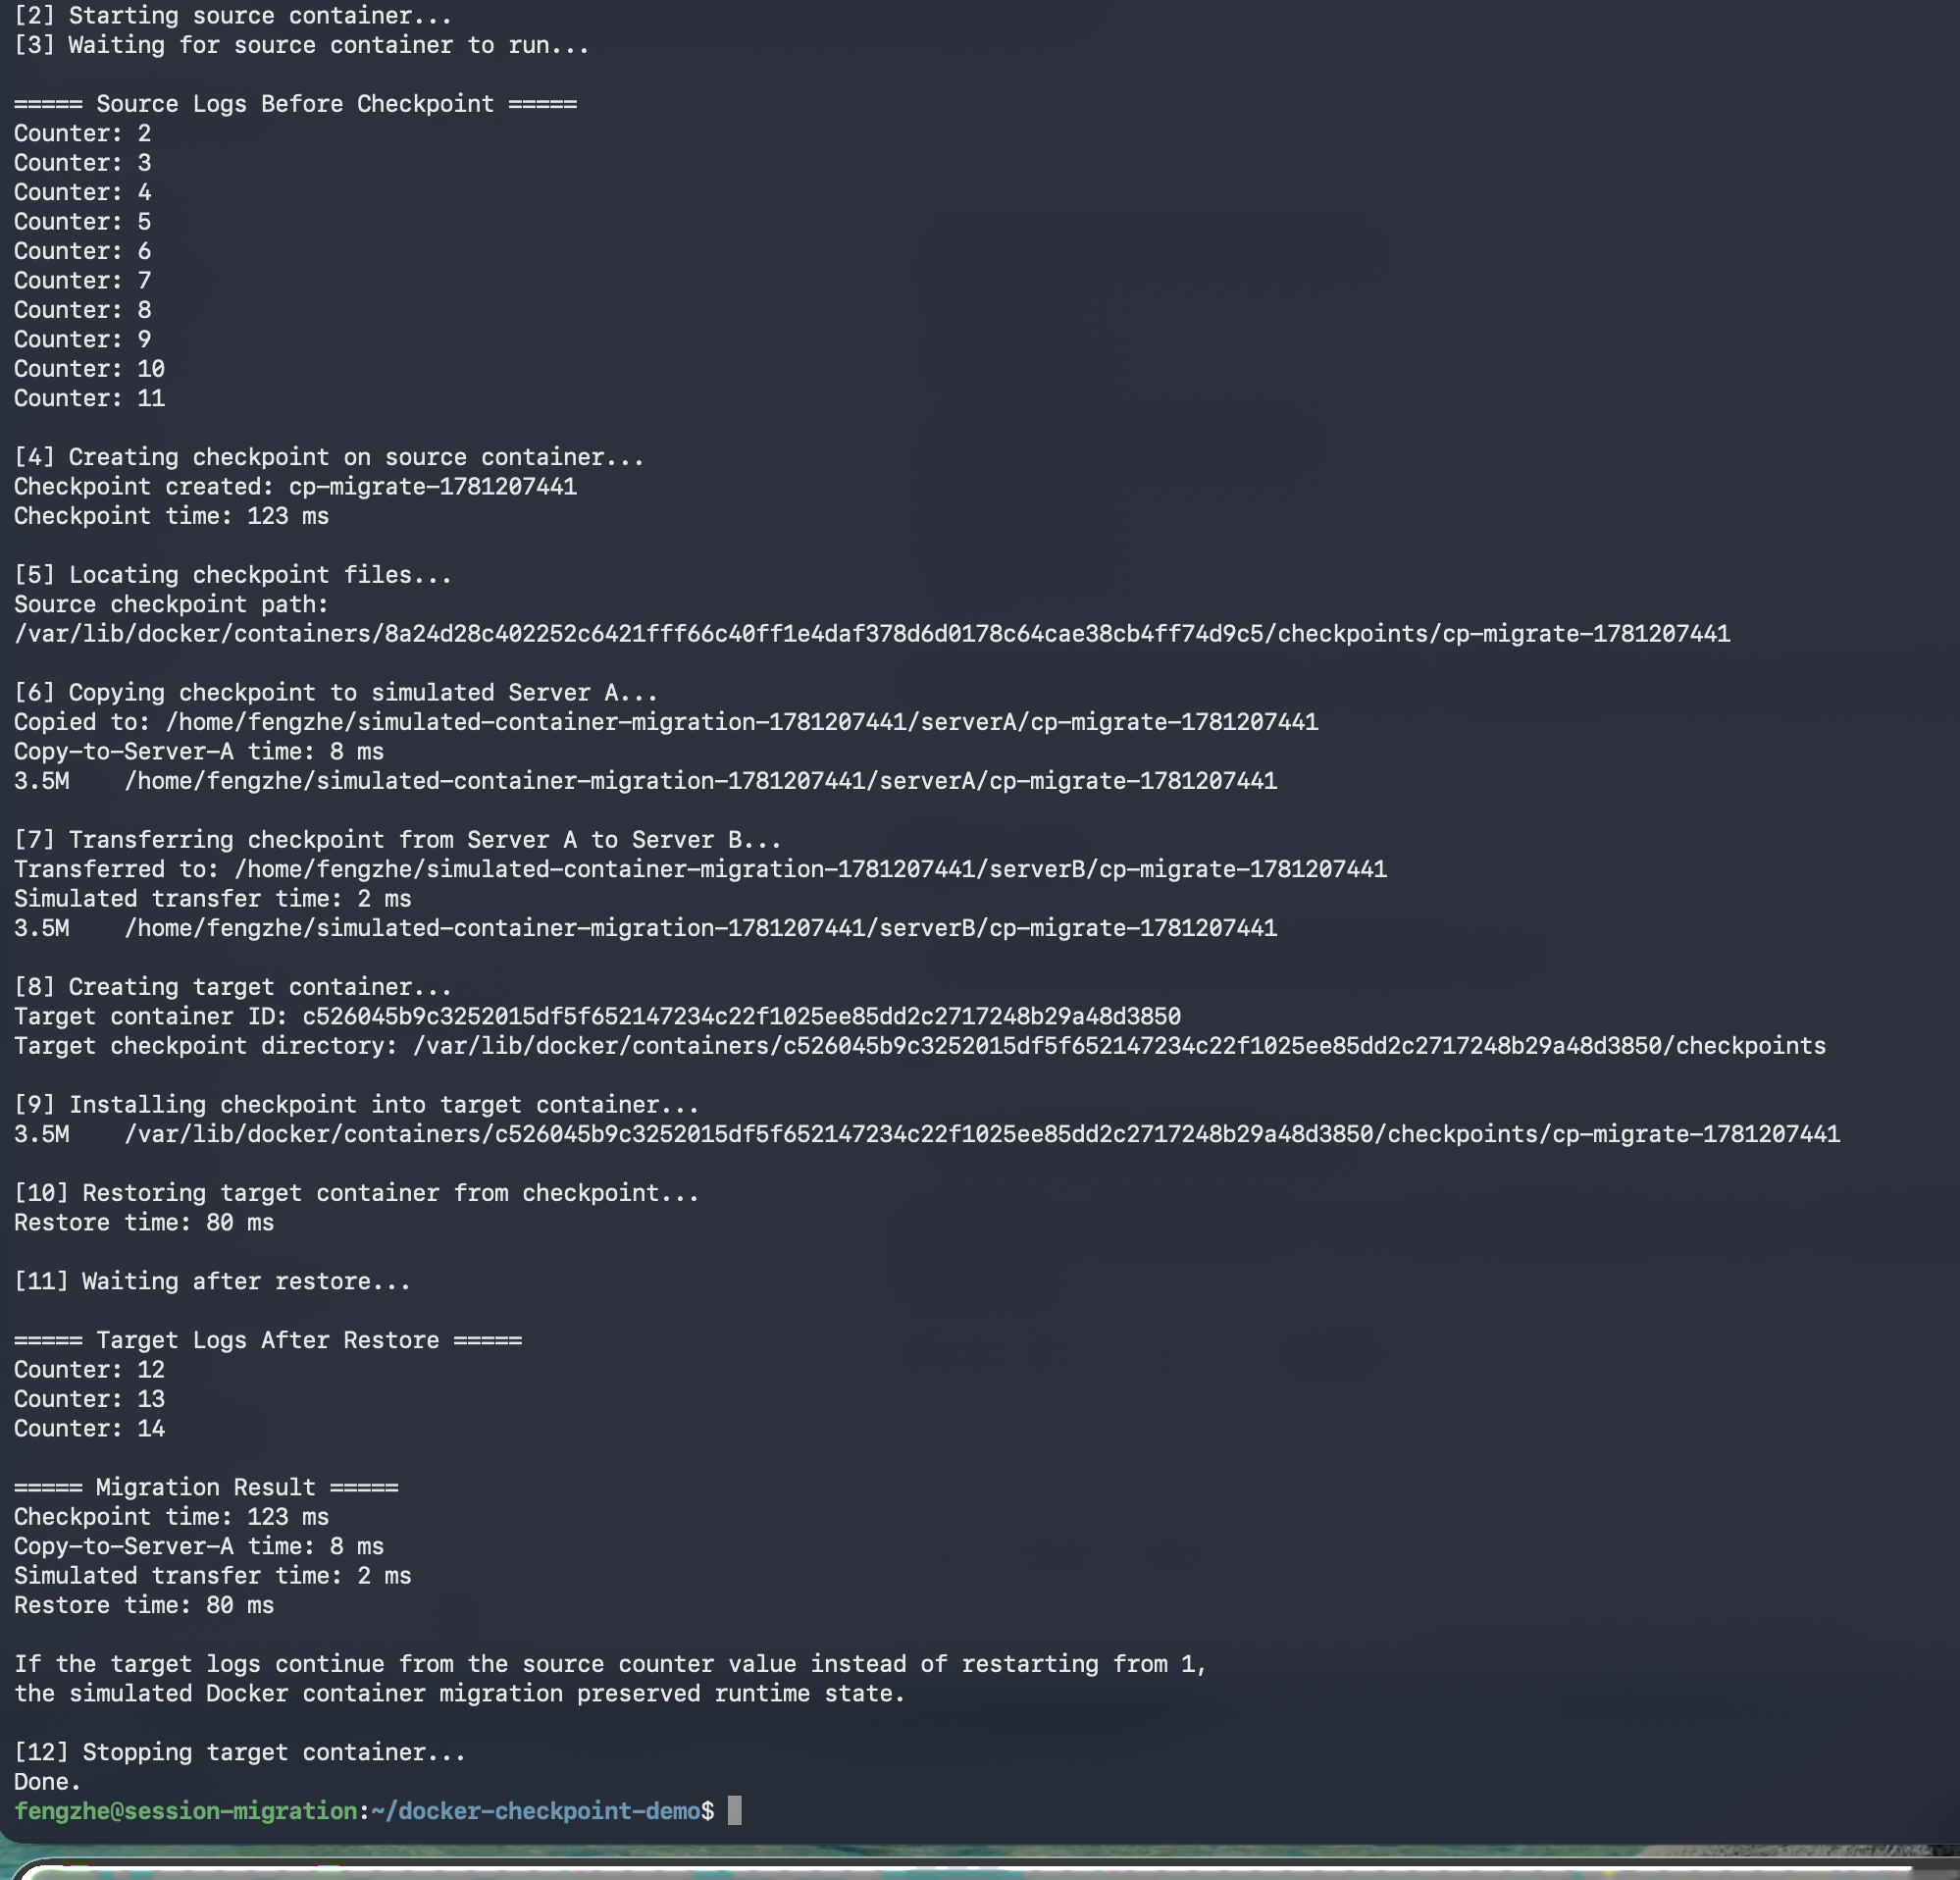 [2] Starting source container...
[3] Waiting for source container to run...
===== Source Logs Before Checkpoint =====
Counter: 2
Counter: 3
Counter: 4
Counter: 5
Counter: 6
Counter: 7
Counter: 8
Counter: 9
Counter: 10
Counter: 11
[4] Creating checkpoint on source container...
Checkpoint created: cp-migrate-1781207441
Checkpoint time: 123 ms
[5] Locating checkpoint files...
Source checkpoint path:
/var/lib/docker/containers/8a24d28c402252c6421fff66c40ff1e4daf378d6d0178c64cae38cb4ff74d9c5/checkpoints/cp-migrate-1781207441
[6] Copying checkpoint to simulated Server A...
Copied to: /home/fengzhe/simulated-container-migration-1781207441/serverA/cp-migrate-1781207441
Copy-to-Server-A time: 8 ms
3.5M    /home/fengzhe/simulated-container-migration-1781207441/serverA/cp-migrate-1781207441
[7] Transferring checkpoint from Server A to Server B...
Transferred to: /home/fengzhe/simulated-container-migration-1781207441/serverB/cp-migrate-1781207441
Simulated transfer time: 2 ms
3.5M    /home/fengzhe/simulated-container-migration-1781207441/serverB/cp-migrate-1781207441
[8] Creating target container...
Target container ID: c526045b9c3252015df5f652147234c22f1025ee85dd2c2717248b29a48d3850
Target checkpoint directory: /var/lib/docker/containers/c526045b9c3252015df5f652147234c22f1025ee85dd2c2717248b29a48d3850/checkpoints
[9] Installing checkpoint into target container...
3.5M    /var/lib/docker/containers/c526045b9c3252015df5f652147234c22f1025ee85dd2c2717248b29a48d3850/checkpoints/cp-migrate-1781207441
[10] Restoring target container from checkpoint...
Restore time: 80 ms
[11] Waiting after restore...
===== Target Logs After Restore =====
Counter: 12
Counter: 13
Counter: 14
===== Migration Result =====
Checkpoint time: 123 ms
Copy-to-Server-A time: 8 ms
Simulated transfer time: 2 ms
Restore time: 80 ms
If the target logs continue from the source counter value instead of restarting from 1,
the simulated Docker container migration preserved runtime state.
[12] Stopping target container...
Done.
fengzhe@session-migration:~/docker-checkpoint-demo$